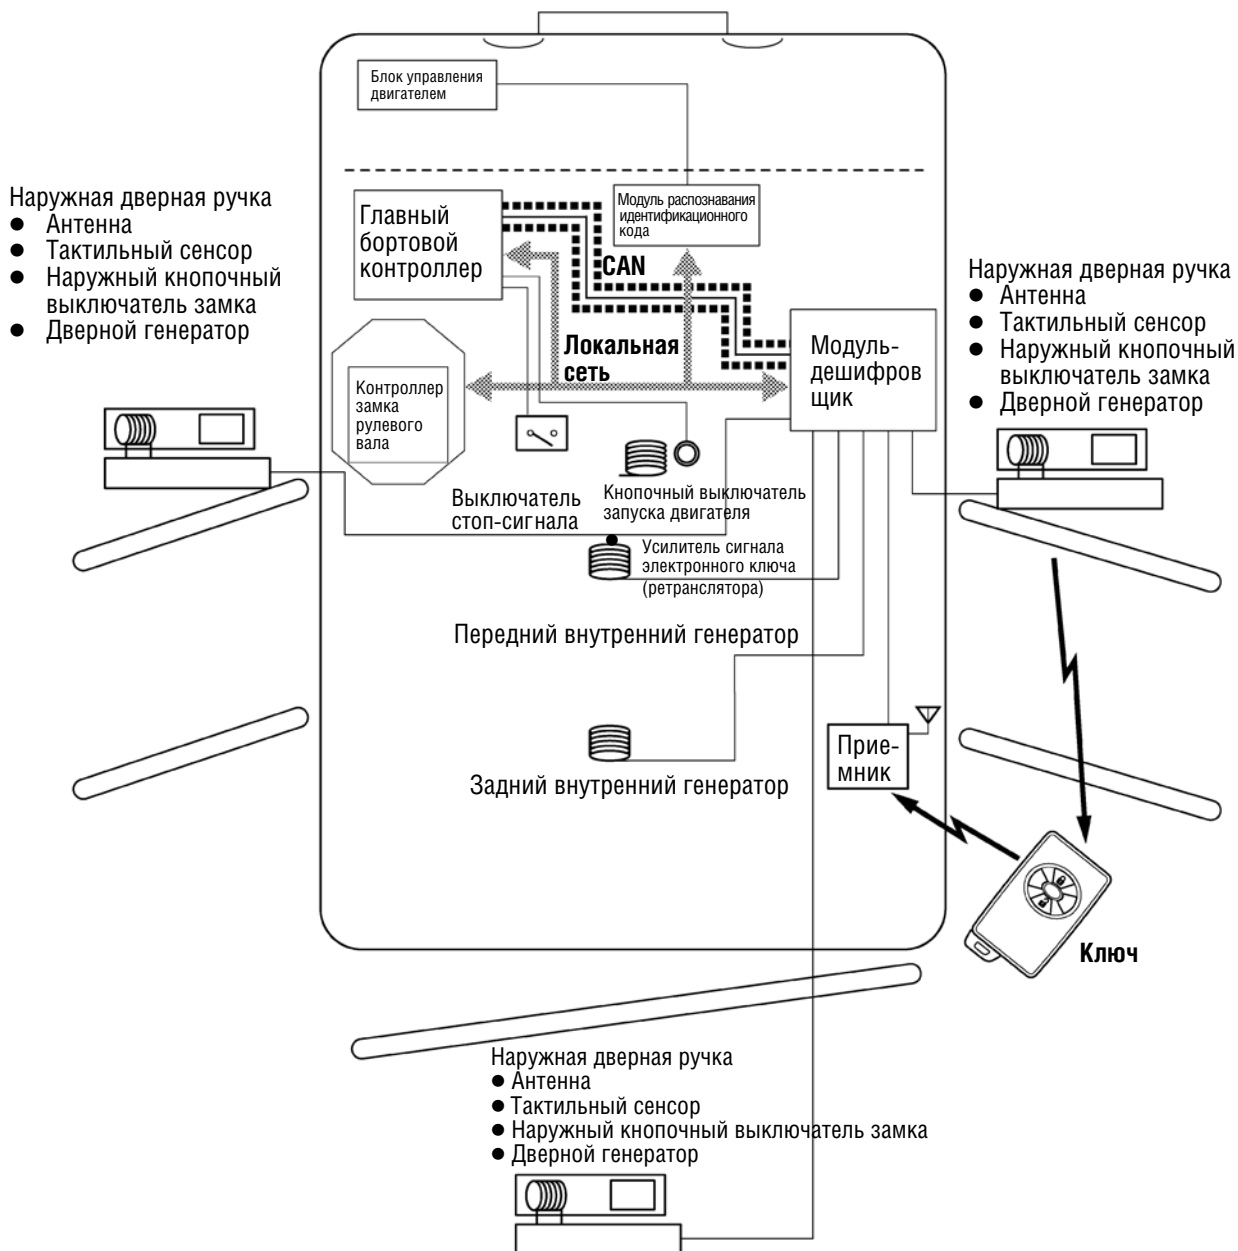 Блок управления
двигателем
Наружная дверная ручка
● Антенна
● Тактильный сенсор
● Наружный кнопочный
выключатель замка
● Дверной генератор
Главный
бортовой
контроллер
Модуль распознавания
идентификационного
кода
CAN
Наружная дверная ручка
● Антенна
● Тактильный сенсор
● Наружный кнопочный
выключатель замка
● Дверной генератор
Локальная
сеть
Модуль-
дешифров
щик
Контроллер
замка
рулевого
вала
Выключатель
стоп-сигнала
Кнопочный выключатель
запуска двигателя
Усилитель сигнала
электронного ключа
(ретранслятора)
Передний внутренний генератор
Задний внутренний генератор
Прие-
мник
Ключ
Наружная дверная ручка
● Антенна
● Тактильный сенсор
● Наружный кнопочный выключатель замка
● Дверной генератор